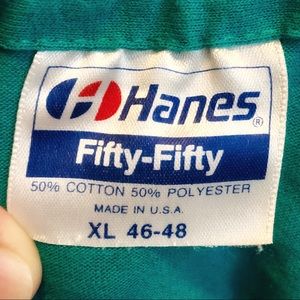 Hanes®
Fifty-Fifty
50% COTTON 50% POLYESTER
MADE IN U.S.A.
XL 46-48